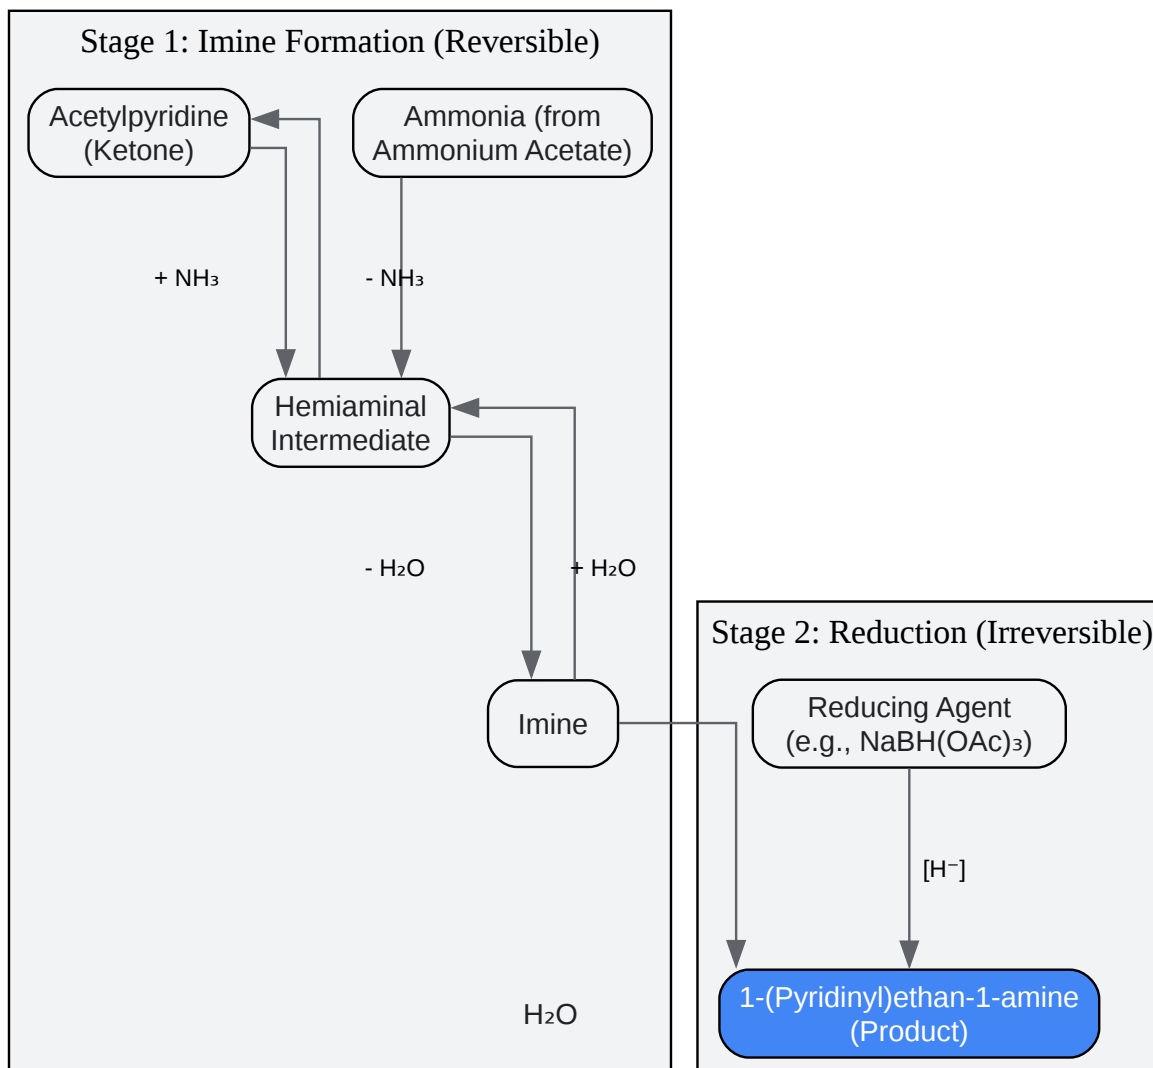 Stage 1: Imine Formation (Reversible)
Acetylpyridine
(Ketone)
Ammonia (from
Ammonium Acetate)
+ NH₃
- NH₃
Hemiaminal
Intermediate
- H₂O
+ H₂O
Imine
H₂O
Stage 2: Reduction (Irreversible)
Reducing Agent
(e.g., NaBH(OAc)₃)
[H⁻]
1-(Pyridinyl)ethan-1-amine
(Product)